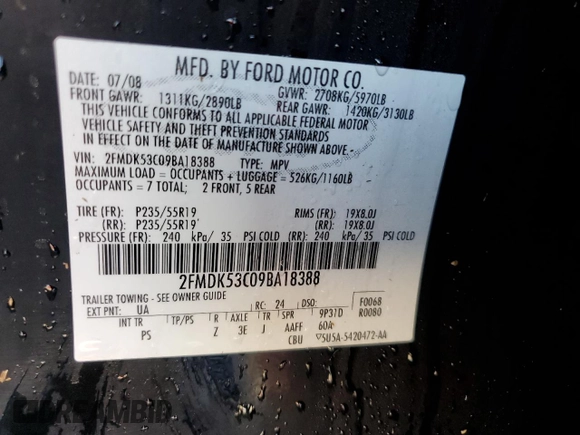 MFD. BY FORD MOTOR CO.
DATE: 07/08 GVWR: 2708KG/5970LB
FRONT GAWR: 1311KG/2890LB REAR GAWR: 1420KG/3130LB
THIS VEHICLE CONFORMS TO ALL APPLICABLE FEDERAL MOTOR
VEHICLE SAFETY AND THEFT PREVENTION STANDARDS
IN EFFECT ON THE DATE OF MANUFACTURE SHOWN ABOVE.
VIN: 2FMDK53C09BA18388 TYPE: MPV
MAXIMUM LOAD = OCCUPANTS + LUGGAGE = 526KG/1160LB
OCCUPANTS = 7 TOTAL; 2 FRONT, 5 REAR
TIRE (FR): P235/55R19 RIMS (FR): 19X8.0J
(RR): P235/55R19 (RR): 19X8.0J
PRESSURE (FR): 240 kPa/ 35 PSI COLD (RR): 240 kPa/ 35 PSI COLD
2FMDK53C09BA18388
TRAILER TOWING - SEE OWNER GUIDE
EXT PNT: UA RC: 24 DSO: F0068
R0080
INT TR TP/PS R AXLE TR SPR 9P31D
PS Z 3E J AAFF 60A
CBU ▽5U5A-5420472-AA
DREAMBID